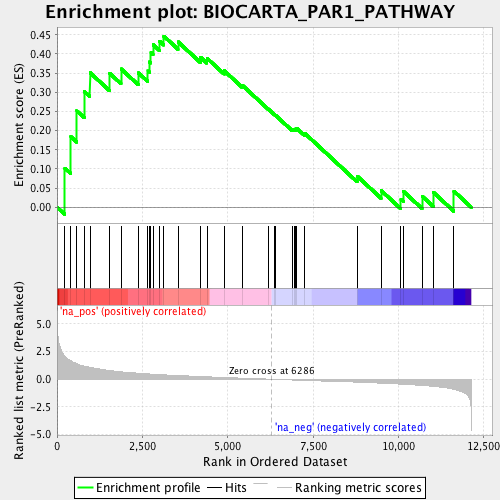 Enrichment plot: BIOCARTA_PAR1_PATHWAY
Enrichment score (ES)
0.45
0.40
0.35
0.30
0.25
0.20
0.15
0.10
0.05
0.00
'na_pos' (positively correlated)
Ranked list metric (PreRanked)
5.0
2.5
0.0
-2.5
-5.0
Zero cross at 6286
'na_neg' (negatively correlated)
0 2,500 5,000 7,500 10,000 12,500
Rank in Ordered Dataset
Enrichment profile Hits Ranking metric scores